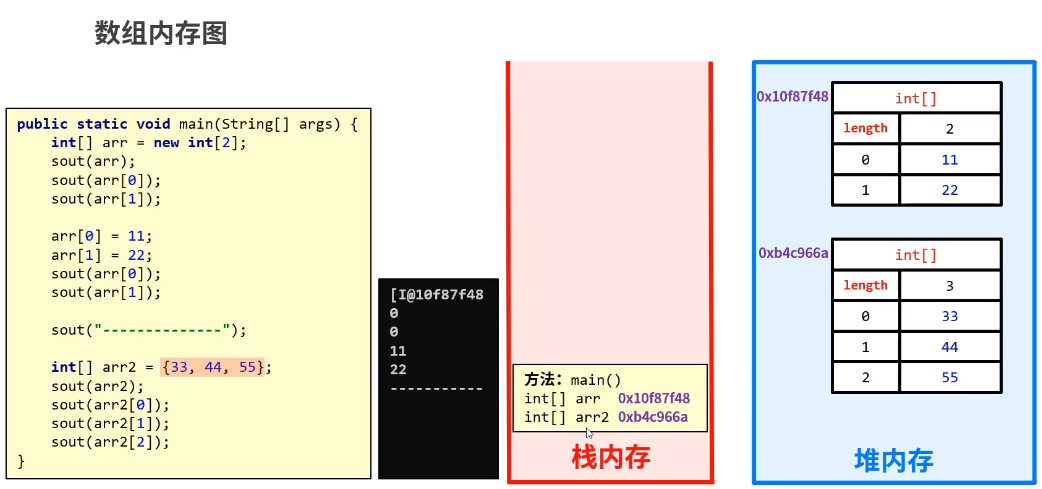 数组内存图
public static void main(String[] args) {
int[] arr = new int[2];
sout(arr);
sout(arr[0]);
sout(arr[1]);
arr[0] = 11;
arr[1] = 22;
sout(arr[0]);
sout(arr[1]);
sout("--------------");
int[] arr2 = {33, 44, 55};
sout(arr2);
sout(arr2[0]);
sout(arr2[1]);
sout(arr2[2]);
}
[I@10f87f48
0
0
11
22
-----------
方法：main()
int[] arr 0x10f87f48
int[] arr2 0xb4c966a
栈内存
0x10f87f48
int[]
length 2
0 11
1 22
0xb4c966a
int[]
length 3
0 33
1 44
2 55
堆内存